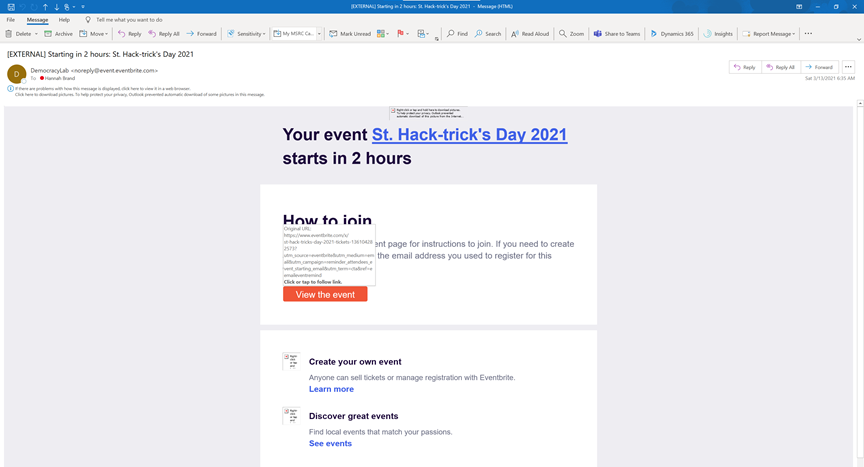 [EXTERNAL] Starting in 2 hours: St. Hack-trick's Day 2021 - Message (HTML)
File Message Help Tell me what you want to do
Delete Archive Move Reply Reply All Forward Sensitivity My MSRC Ca... Mark Unread Find Search Read Aloud Zoom Share to Teams Dynamics 365 Insights Report Message
[EXTERNAL] Starting in 2 hours: St. Hack-trick's Day 2021
D
DemocracyLab <noreply@event.eventbrite.com>
To Hannah Brand
Reply Reply All Forward
Sat 3/13/2021 6:35 AM
If there are problems with how this message is displayed, click here to view it in a web browser.
Click here to download pictures. To help protect your privacy, Outlook prevented automatic download of some pictures in this message.
Your event St. Hack-trick's Day 2021
starts in 2 hours
How to join
Original URL:
https://www.eventbrite.com/e/
st-hack-tricks-day-2021-tickets-13610428
25737
utm_source=eventbrite&utm_medium=em
ail&utm_campaign=reminder_attendees_e
vent_starting_email&utm_term=cta&ref=e
emaileventremind
Click or tap to follow link.
ent page for instructions to join. If you need to create
the email address you used to register for this
View the event
Create your own event
Anyone can sell tickets or manage registration with Eventbrite.
Learn more
Discover great events
Find local events that match your passions.
See events